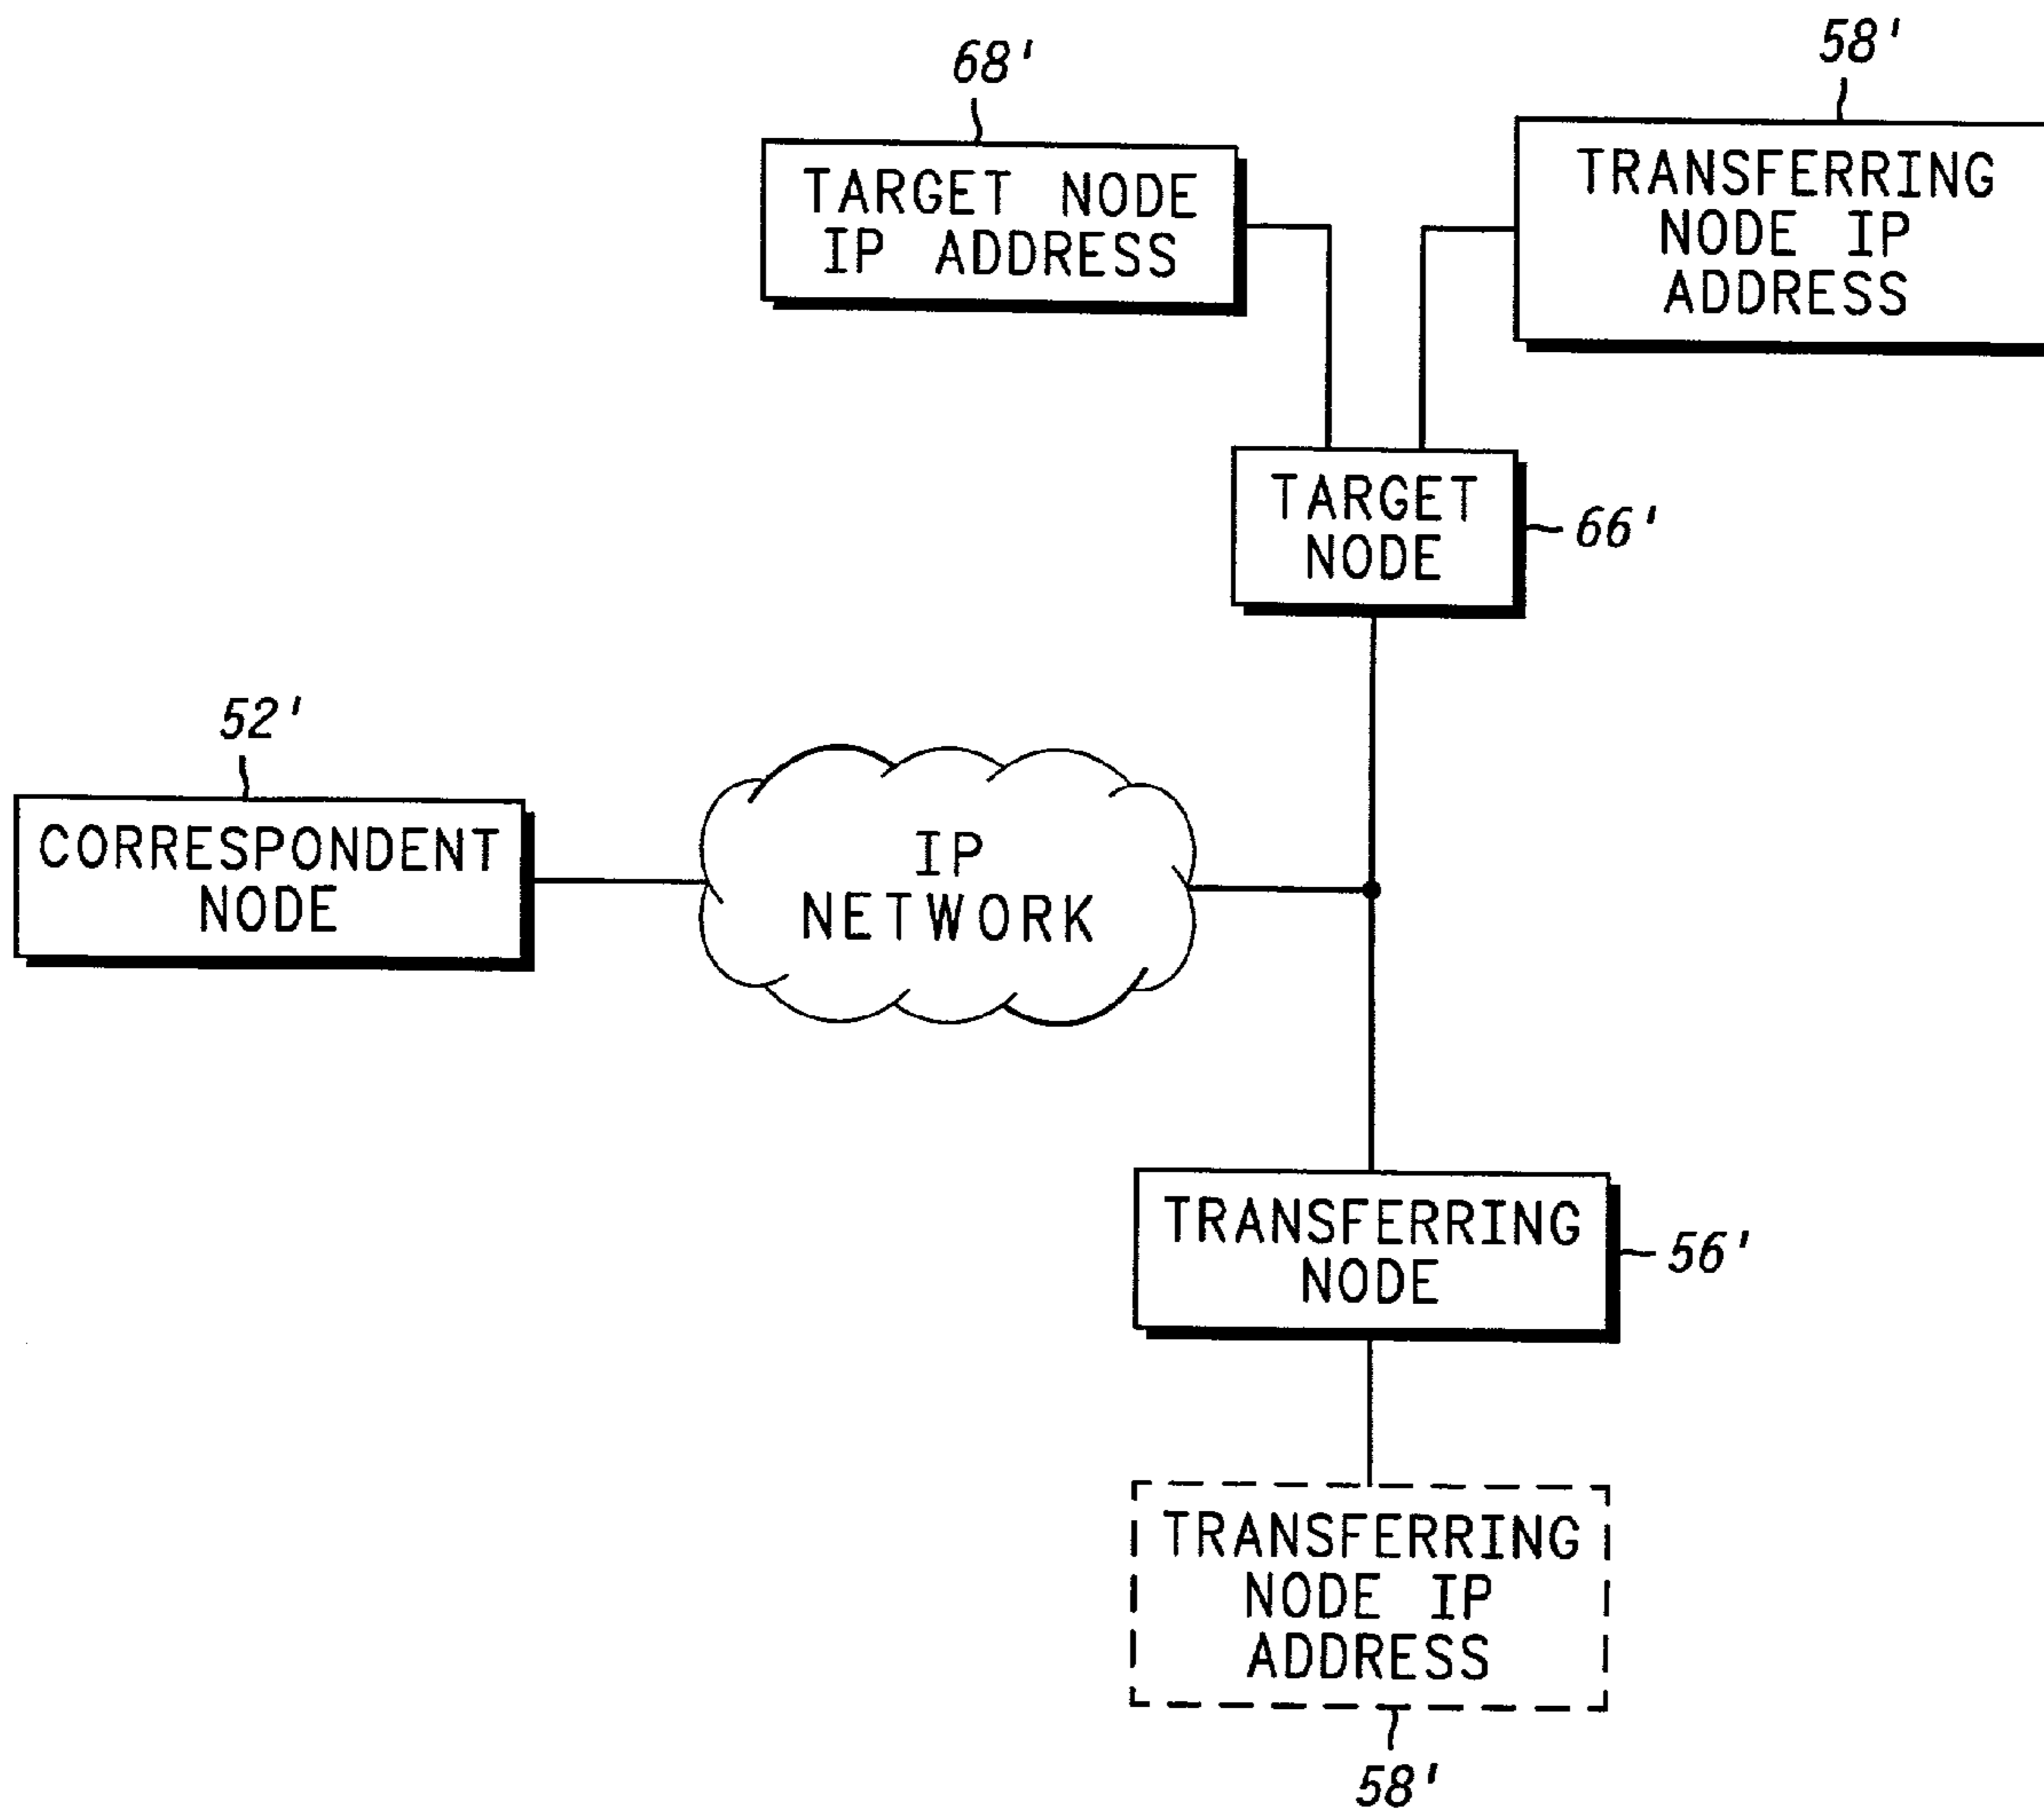 68'
58'
TARGET NODE
IP ADDRESS
TRANSFERRING
NODE IP
ADDRESS
TARGET
NODE
66'
52'
CORRESPONDENT
NODE
IP
NETWORK
TRANSFERRING
NODE
56'
TRANSFERRING
NODE IP
ADDRESS
58'